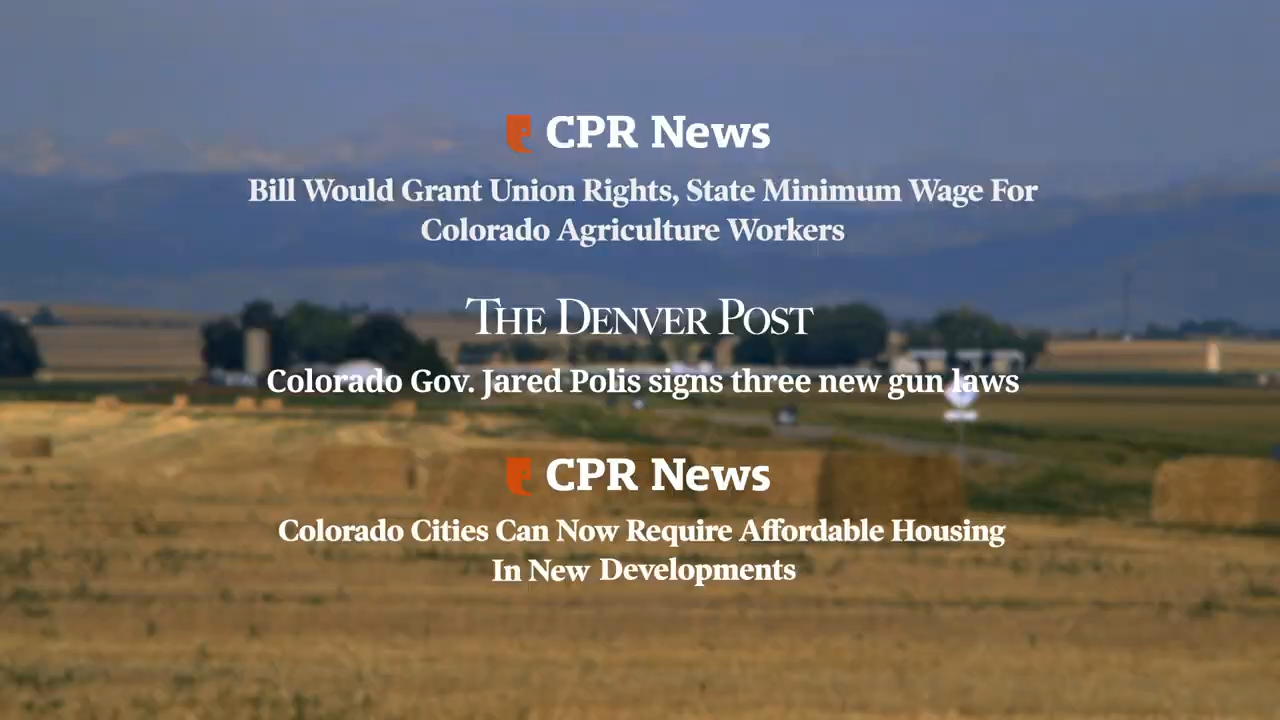 CPR News
Bill Would Grant Union Rights, State Minimum Wage For
Colorado Agriculture Workers
THE DENVER POST
Colorado Gov. Jared Polis signs three new gun laws
CPR News
Colorado Cities Can Now Require Affordable Housing
In New Developments